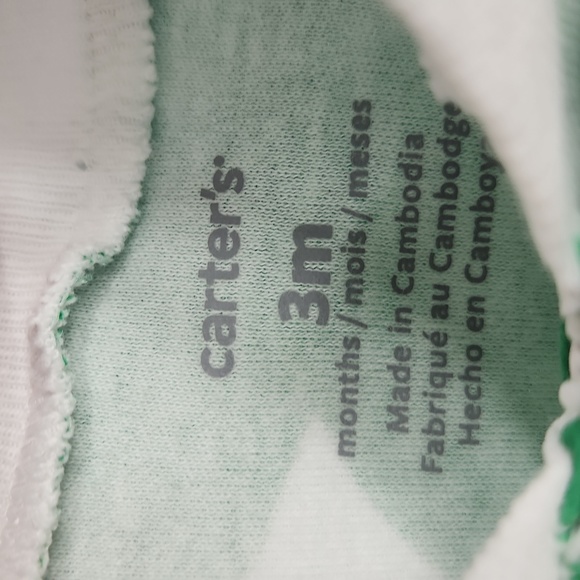 carter's
3m
months / mois / meses
Made in Cambodia
Fabriqué au Cambodge
Hecho en